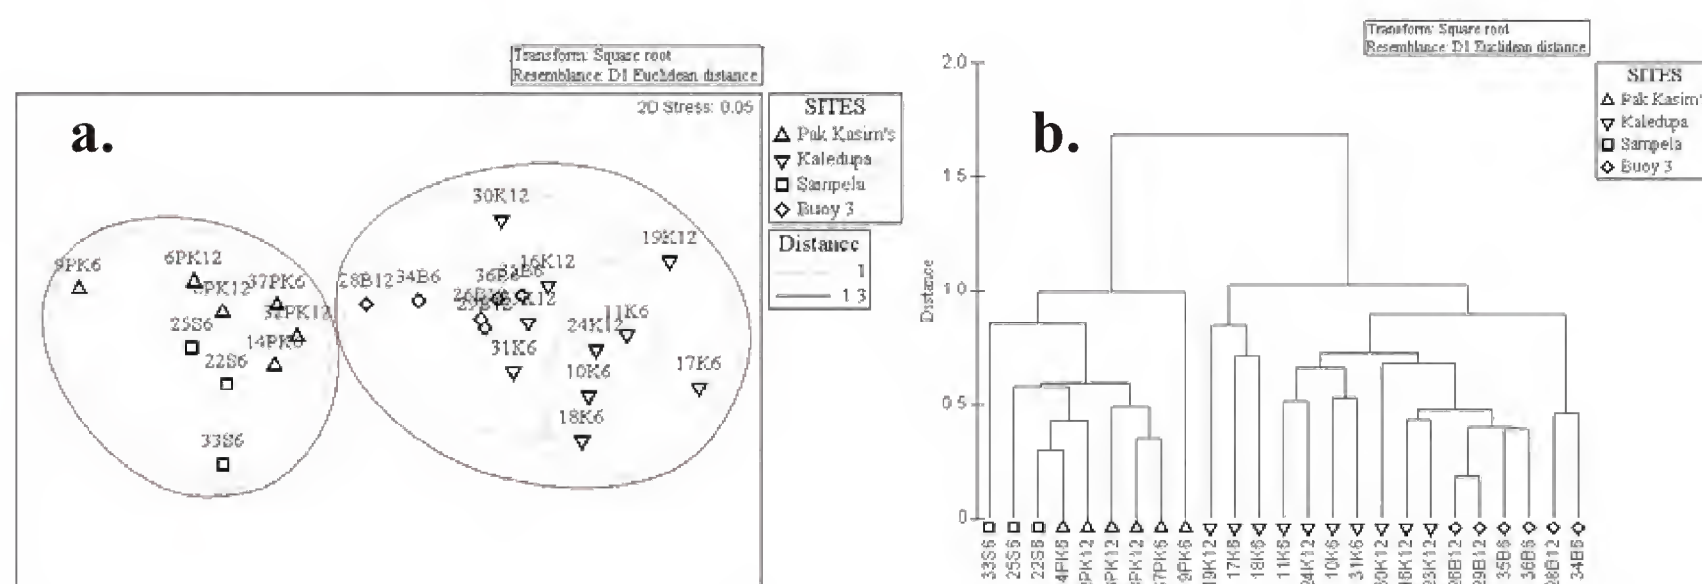 a.
Transform: Square root
Resemblance: D1 Euclidean distance
2D Stress: 0.05
SITES
Pak Kasim's
Kaledupa
Sampela
Buoy 3
Distance
1
1.3
30K12
19K12
9PK6
6PK12
37PK6
28B12
34B6
16K12
25S6
14PK6
22S6
24K12
11K6
31K6
10K6
17K6
18K6
33S6
b.
Transform: Square root
Resemblance: D1 Euclidean distance
SITES
Pak Kasim'
Kaledupa
Sampela
Buoy 3
Distance
2.0
1.5
1.0
0.5
0
33S6
25S6
22S6
4PK6
9PK6
19K12
17K6
18K6
11K6
24K12
10K6
31K6
29B12
35B6
36B6
28B12
34B6